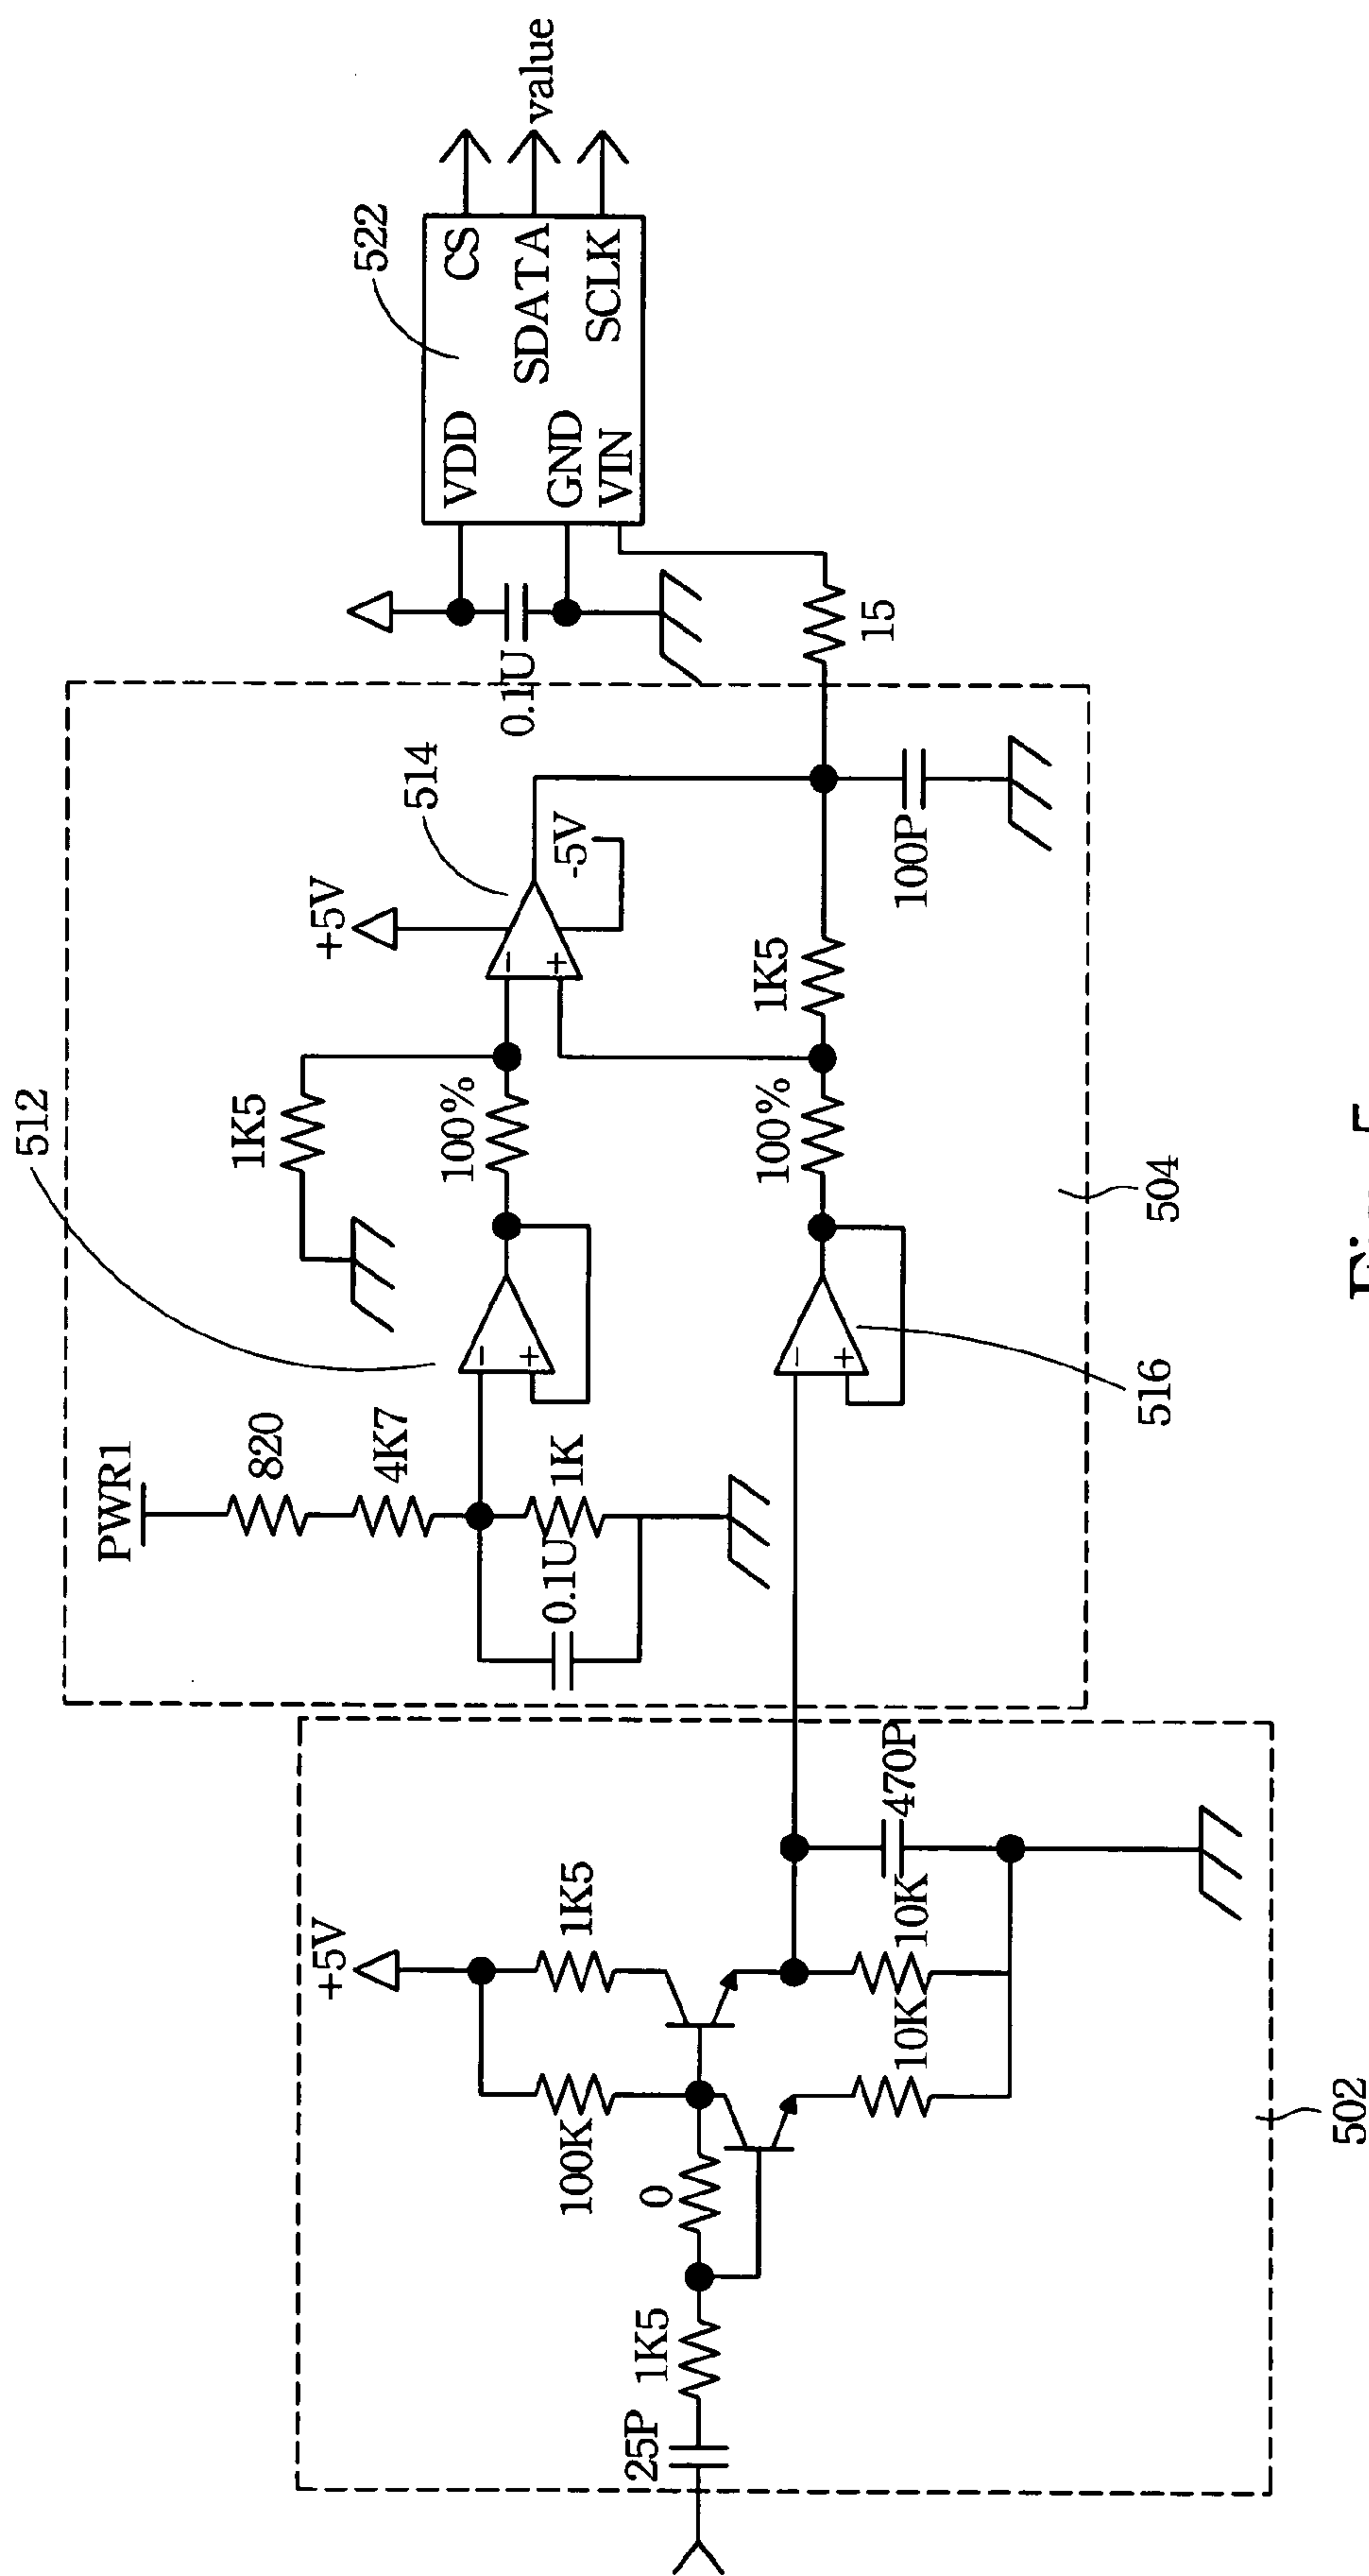 512
PWR1
820
4K7
1K
0.1U
1K5
100%
+5V
514
-
+
-
+
-5V
0.1U
522
VDD
GND
VIN
CS
SDATA
SCLK
value
15
100P
1K5
100%
-
+
516
504
+5V
100K
1K5
0
1K5
25P
10K
10K
470P
502